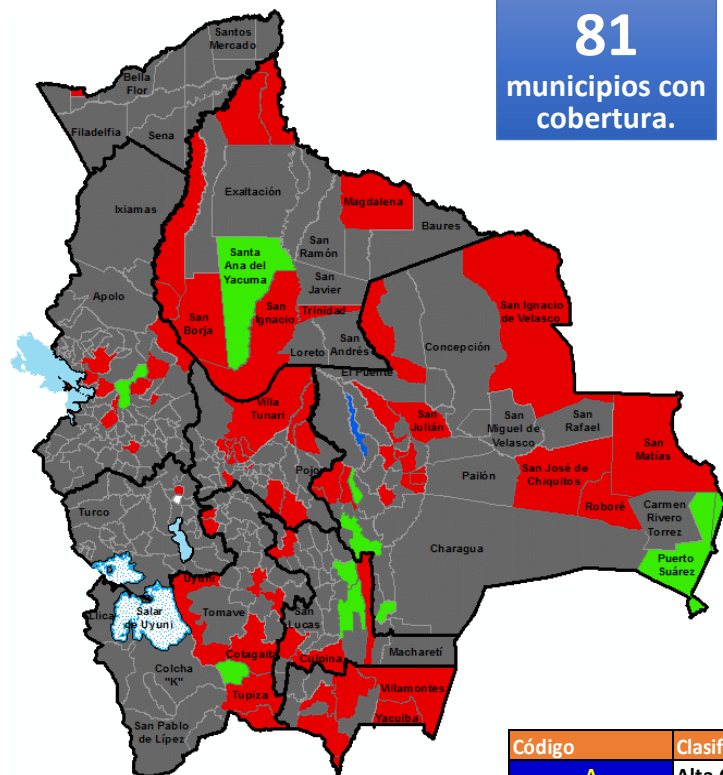 81
municipios con
cobertura.
Santos
Mercado
Bella
Flor
Filadelfia
Sena
Ixiamas
Exaltación
Magdalena
Baures
San
Ramón
Santa
Ana del
Yacuma
San
Javier
Apolo
San
Borja
San
Ignacio
Trinidad
San Ignacio
de Velasco
Loreto
San
Andrés
Concepción
El Puente
Villa
Tunari
San
Julián
San
Miguel de
Velasco
San
Rafael
San
Matías
Pojo
Pailón
San José de
Chiquitos
Roboré
Carmen
Rivero
Torrez
Turco
Charagua
Puerto
Suárez
Uyuni
Llica
Salar
de Uyuni
Tomave
San
Lucas
Macharetí
Colcha
"K"
Cotagaita
Culpina
Tupiza
Villamontes
Yacuiba
San Pablo
de Lípez
Código
Clasif
A